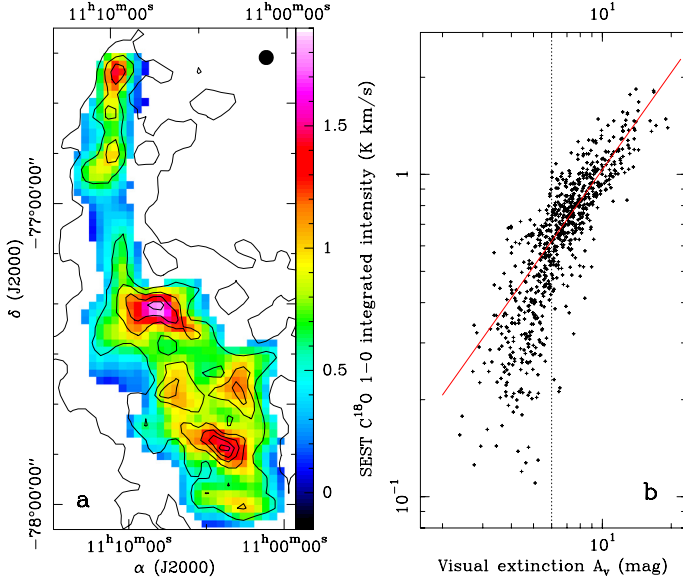 11ʰ10ᵐ00ˢ 11ʰ00ᵐ00ˢ 10¹
−77°00′00″
−78°00′00″
δ (J2000)
1.5
1
0.5
0
a
11ʰ10ᵐ00ˢ 11ʰ00ᵐ00ˢ
α (J2000)
SEST C¹⁸O 1−0 integrated intensity (K km/s)
1
10⁻¹
b
10¹
Visual extinction Aᵥ (mag)